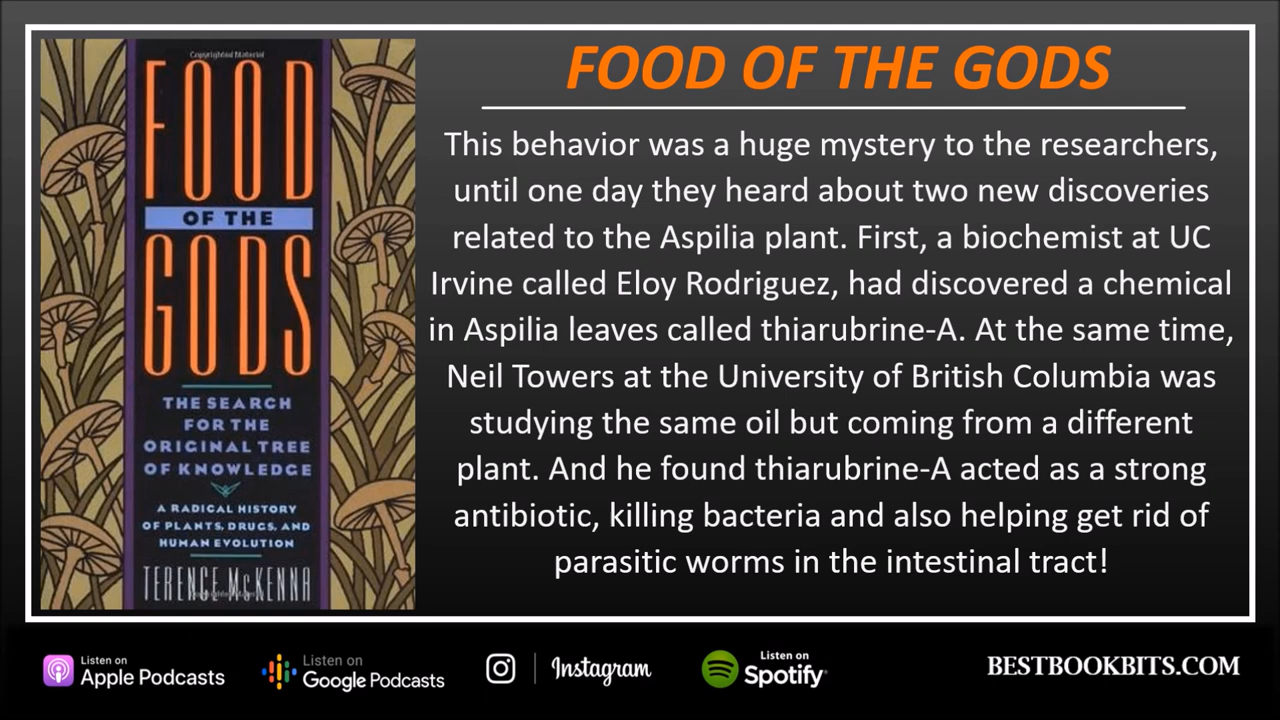 Copyrighted Material
FOOD
OF THE
GODS
THE SEARCH
FOR THE
ORIGINAL TREE
OF KNOWLEDGE
A RADICAL HISTORY
OF PLANTS, DRUGS, AND
HUMAN EVOLUTION
TERENCE McKENNA
FOOD OF THE GODS
This behavior was a huge mystery to the researchers,
until one day they heard about two new discoveries
related to the Aspilia plant. First, a biochemist at UC
Irvine called Eloy Rodriguez, had discovered a chemical
in Aspilia leaves called thiarubrine-A. At the same time,
Neil Towers at the University of British Columbia was
studying the same oil but coming from a different
plant. And he found thiarubrine-A acted as a strong
antibiotic, killing bacteria and also helping get rid of
parasitic worms in the intestinal tract!
Listen on
Apple Podcasts
Listen on
Google Podcasts
Instagram
Listen on
Spotify
BESTBOOKBITS.COM